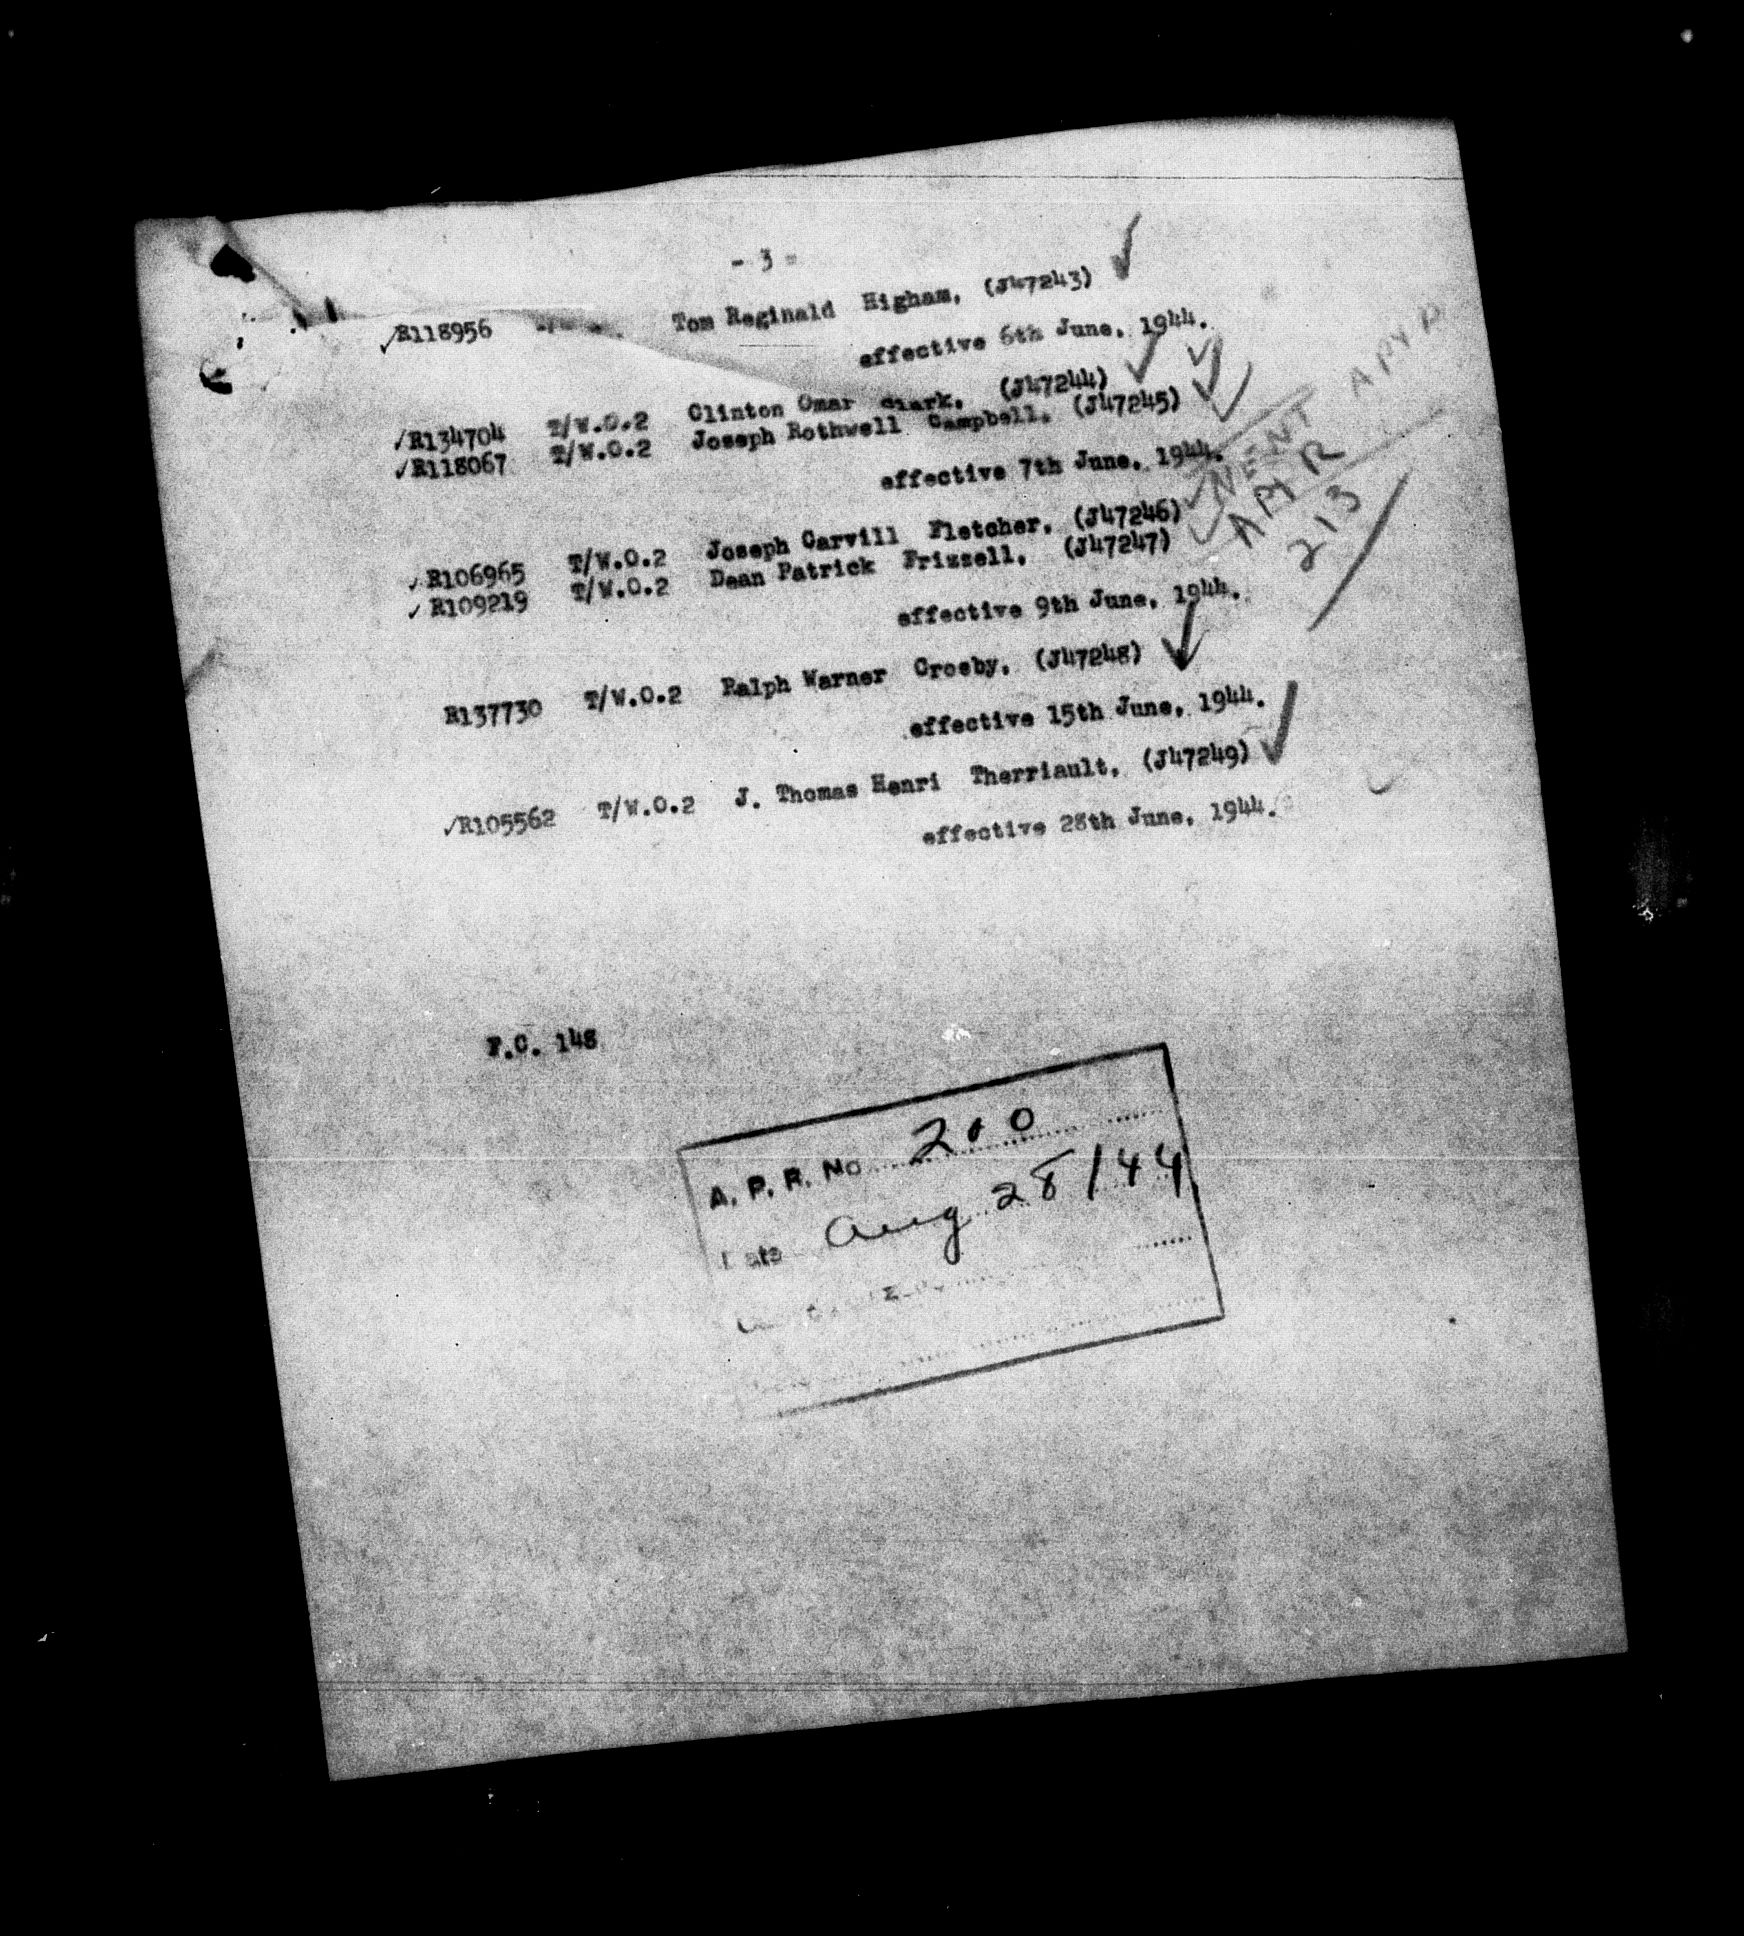 - 3 -
✓R118956 Tom Reginald Higham, (J47243) ✓
effective 6th June, 1944.
✓R134704 T/W.O.2 Clinton Omar Clark, (J47244) ✓
✓R118067 T/W.O.2 Joseph Rothwell Campbell, (J47245) ✓
effective 7th June, 1944.
✓R106965 T/W.O.2 Joseph Carvill Fletcher, (J47246) ✓
✓R109219 T/W.O.2 Dean Patrick Frizzell, (J47247) ✓
effective 9th June, 1944.
R137730 T/W.O.2 Ralph Warner Crosby, (J47248) ✓
effective 15th June, 1944.
✓R105562 T/W.O.2 J. Thomas Henri Therriault, (J47249) ✓
effective 28th June, 1944.
213
P.C. 148
A. P. R. No 200
Date Aug 28/44